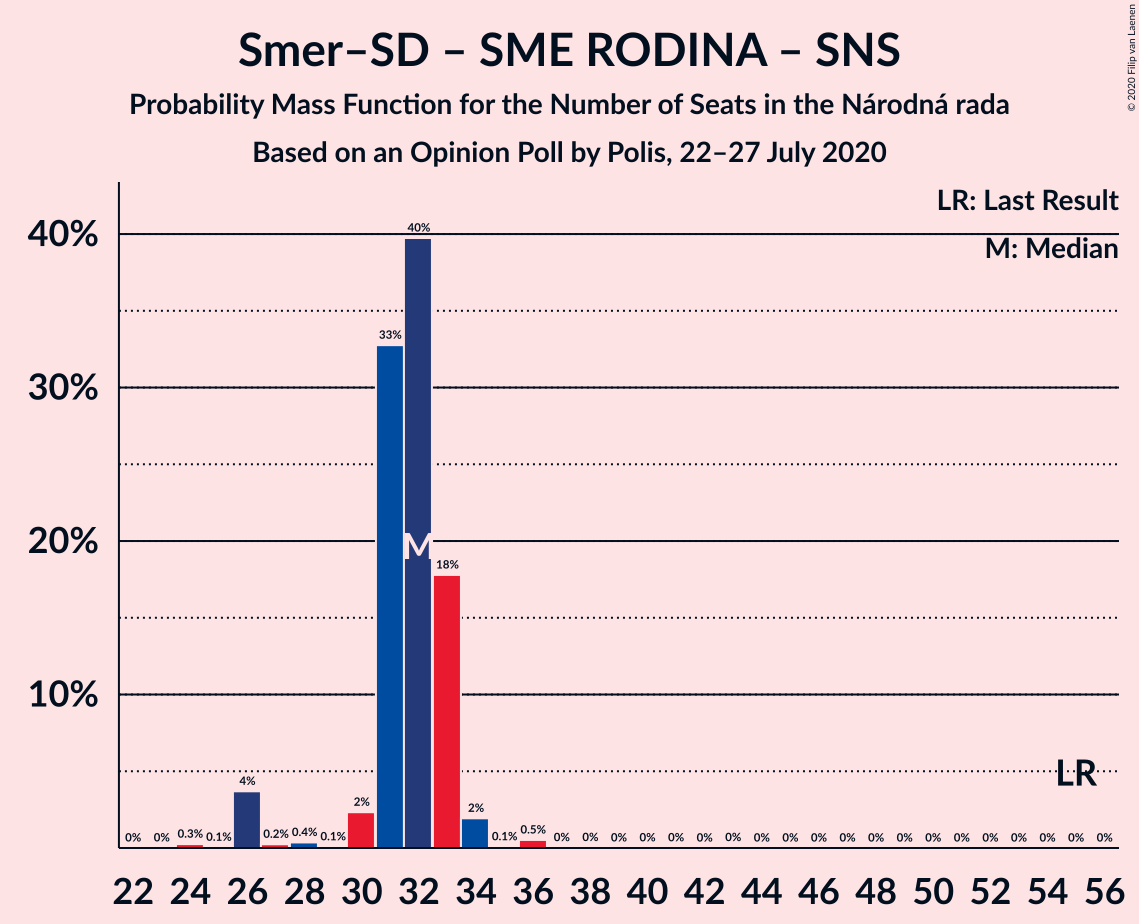 Smer–SD – SME RODINA – SNS
Probability Mass Function for the Number of Seats in the Národná rada
Based on an Opinion Poll by Polis, 22–27 July 2020
© 2020 Filip van Laenen
LR: Last Result
M: Median
40%
30%
20%
10%
0% 0% 0.3% 0.1% 4% 0.2% 0.4% 0.1% 2% 33% 40% 18% 2% 0.1% 0.5% 0% 0% 0% 0% 0% 0% 0% 0% 0% 0% 0% 0% 0% 0% 0% 0% 0% 0% 0% 0%
M
LR
22 24 26 28 30 32 34 36 38 40 42 44 46 48 50 52 54 56